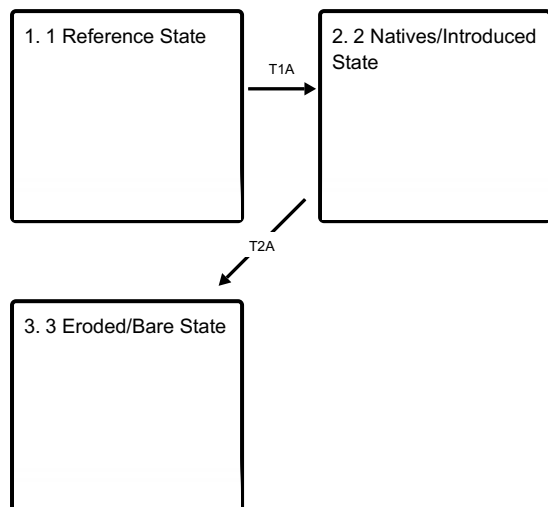 1. 1 Reference State
T1A
2. 2 Natives/Introduced
State
T2A
3. 3 Eroded/Bare State